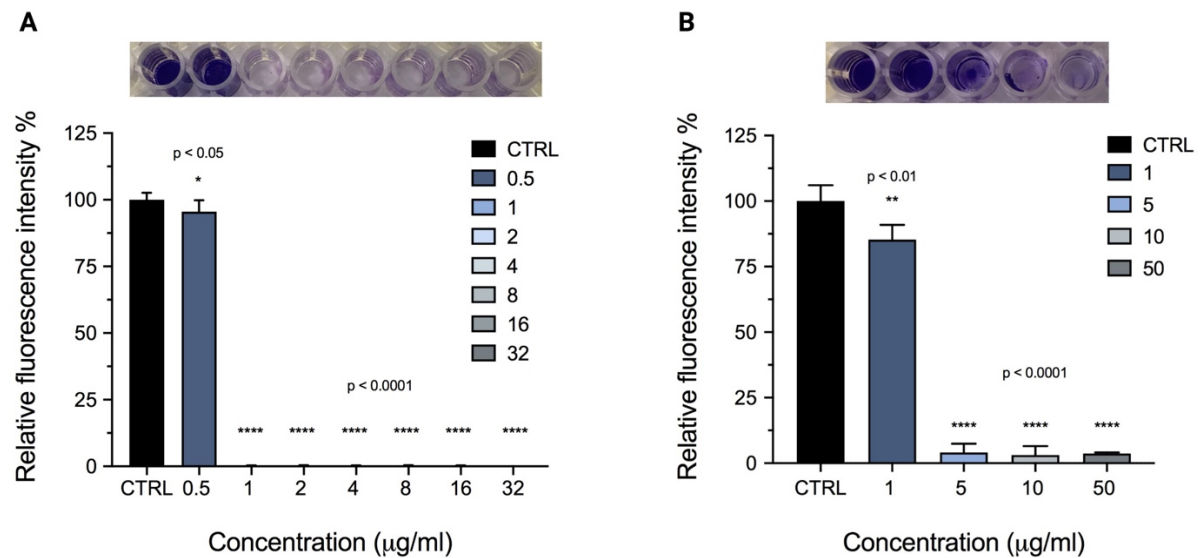 A
Relative fluorescence intensity %
125
100
75
50
25
0
p < 0.05
*
p < 0.0001
****
****
****
****
****
****
CTRL 0.5 1 2 4 8 16 32
Concentration (μg/ml)
CTRL
0.5
1
2
4
8
16
32
B
Relative fluorescence intensity %
125
100
75
50
25
0
p < 0.01
**
p < 0.0001
****
****
****
CTRL 1 5 10 50
Concentration (μg/ml)
CTRL
1
5
10
50